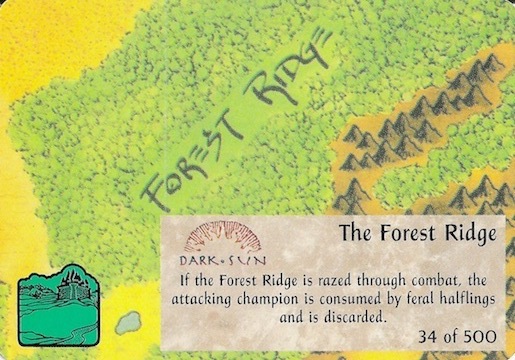 FOREST RIDGE
The Forest Ridge
DARK • SUN
If the Forest Ridge is razed through combat, the
attacking champion is consumed by feral halflings
and is discarded.
34 of 500